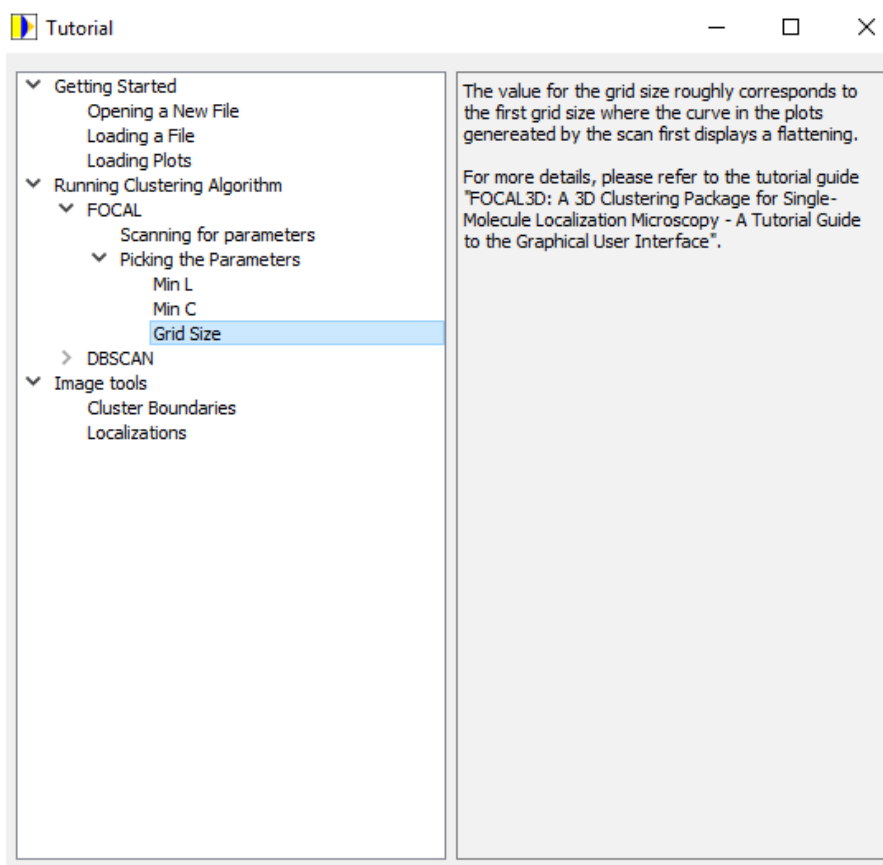 Tutorial
Getting Started
Opening a New File
Loading a File
Loading Plots
Running Clustering Algorithm
FOCAL
Scanning for parameters
Picking the Parameters
Min L
Min C
Grid Size
DBSCAN
Image tools
Cluster Boundaries
Localizations
The value for the grid size roughly corresponds to
the first grid size where the curve in the plots
genereated by the scan first displays a flattening.
For more details, please refer to the tutorial guide
"FOCAL3D: A 3D Clustering Package for Single-
Molecule Localization Microscopy - A Tutorial Guide
to the Graphical User Interface".